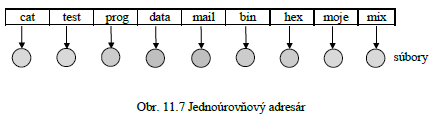 cat test prog data mail bin hex moje mix
súbory
Obr. 11.7 Jednoúrovňový adresár